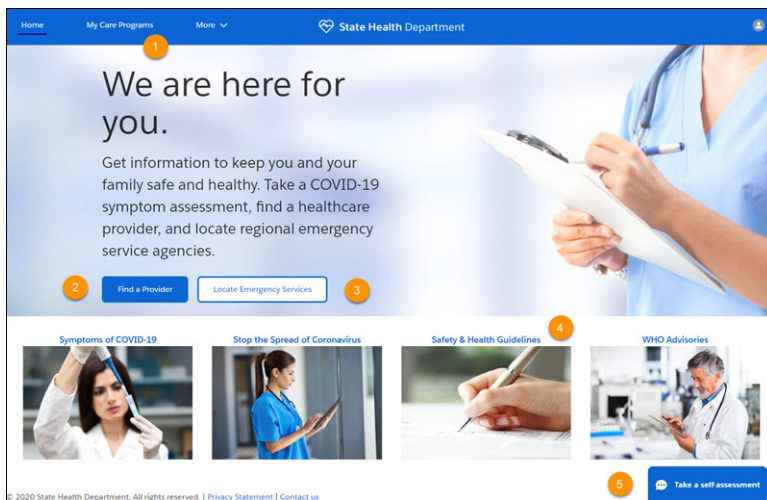 Home My Care Programs More State Health Department
1
We are here for
you.
Get information to keep you and your
family safe and healthy. Take a COVID-19
symptom assessment, find a healthcare
provider, and locate regional emergency
service agencies.
2 Find a Provider Locate Emergency Services 3
4
Symptoms of COVID-19 Stop the Spread of Coronavirus Safety & Health Guidelines WHO Advisories
5 Take a self assessment
© 2020 State Health Department. All rights reserved. | Privacy Statement | Contact us